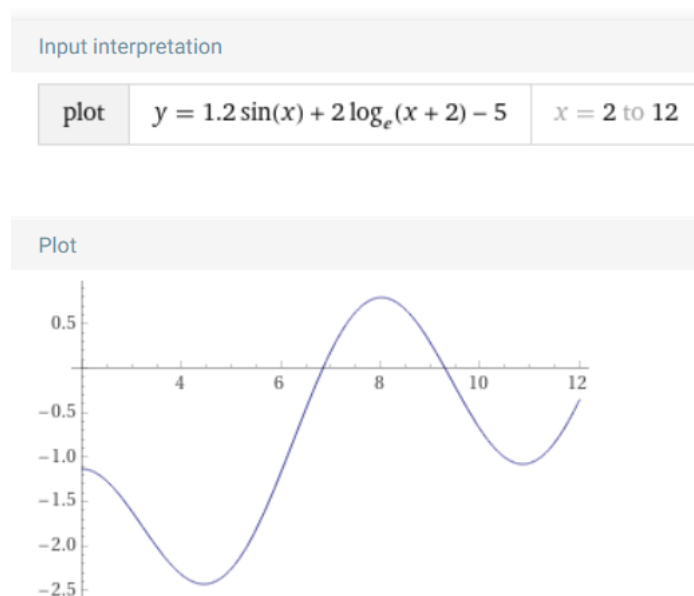 Input interpretation
plot y = 1.2 sin(x) + 2 logₑ(x + 2) – 5 x = 2 to 12
Plot
0.5
4 6 8 10 12
–0.5
–1.0
–1.5
–2.0
–2.5